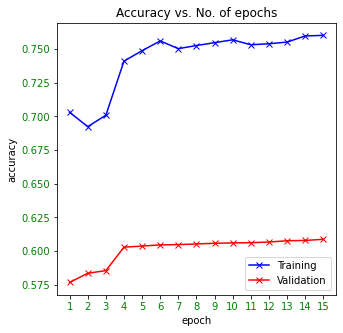 Accuracy vs. No. of epochs
accuracy
0.750
0.725
0.700
0.675
0.650
0.625
0.600
0.575
Training
Validation
1 2 3 4 5 6 7 8 9 10 11 12 13 14 15
epoch